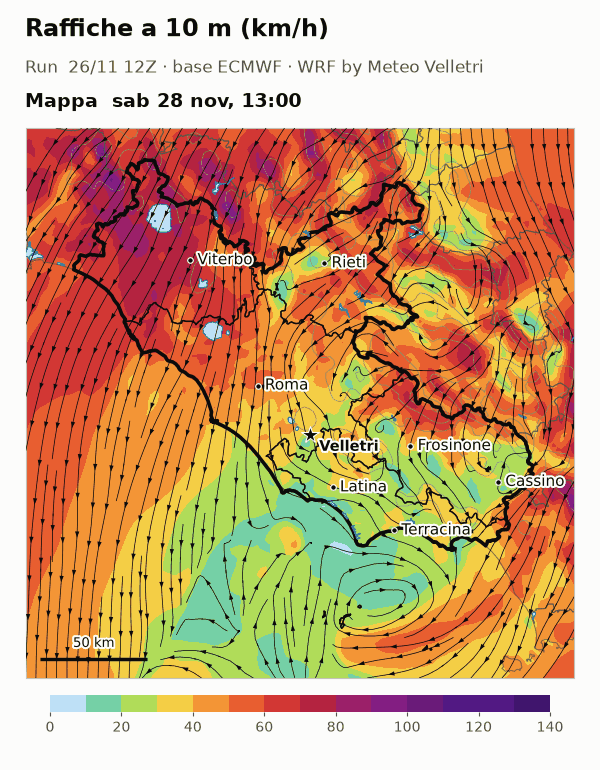 Raffiche a 10 m (km/h)
Run 26/11 12Z · base ECMWF · WRF by Meteo Velletri
Mappa sab 28 nov, 13:00
Viterbo
Rieti
Roma
Velletri
Frosinone
Latina
Cassino
Terracina
50 km
0 20 40 60 80 100 120 140